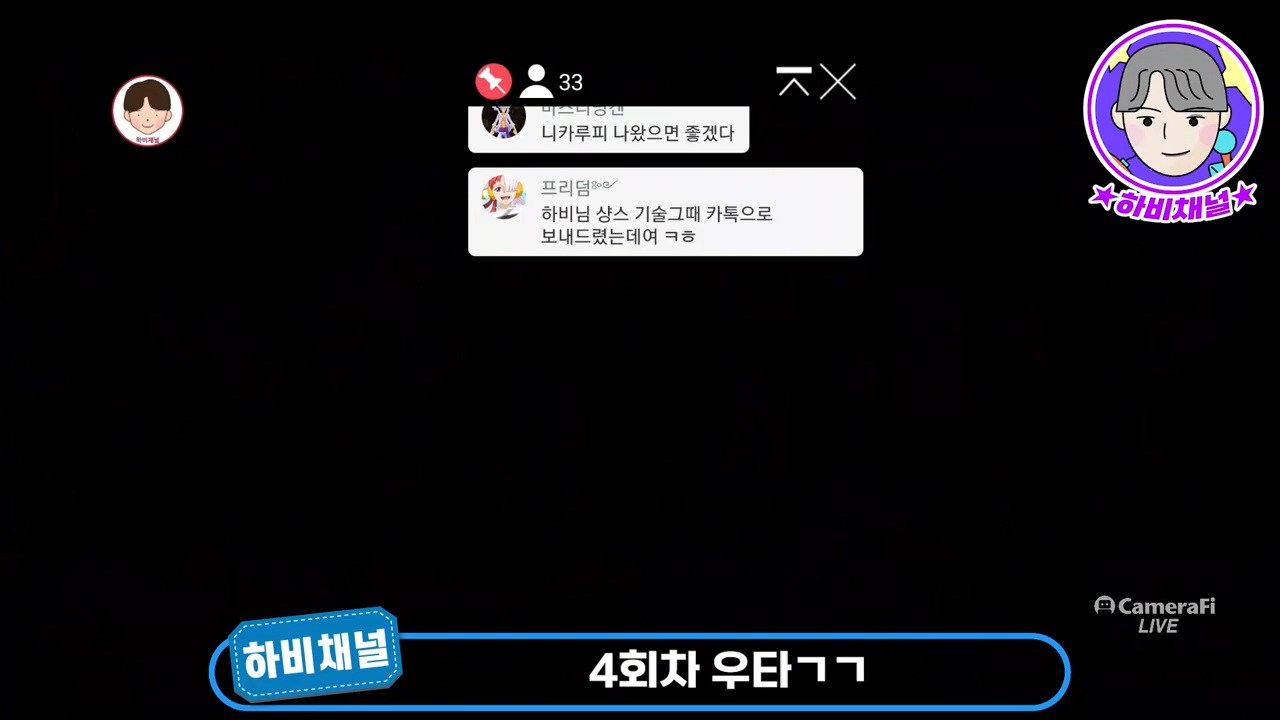 33
니카루피 나왔으면 좋겠다
프리덤
하비님 샹스 기술그때 카톡으로
보내드렸는데여 ㅋㅎ
하비채널
하비채널
CameraFi
LIVE
하비채널
4회차 우타ㄱㄱ